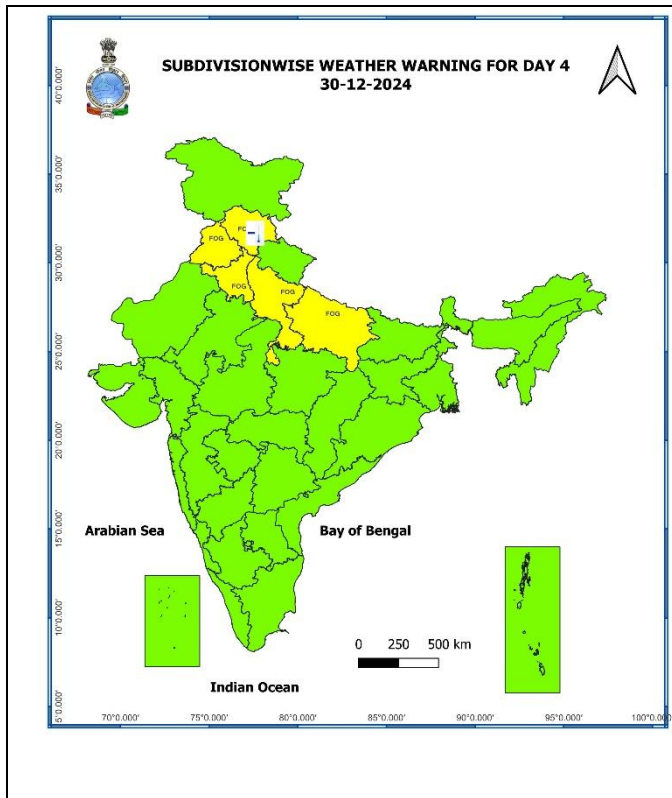 SUBDIVISIONWISE WEATHER WARNING FOR DAY 4
30-12-2024
40°0.000'
35°0.000'
30°0.000'
25°0.000'
20°0.000'
15°0.000'
10°0.000'
5°0.000'
FOG
FOG
FOG
FOG
Arabian Sea
Bay of Bengal
0 250 500 km
Indian Ocean
70°0.000' 75°0.000' 80°0.000' 85°0.000' 90°0.000' 95°0.000' 100°0.000'